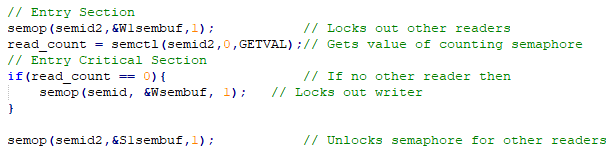 // Entry Section
semop(semid2,&W1sembuf,1); // Locks out other readers
read_count = semctl(semid2,0,GETVAL);// Gets value of counting semaphore
// Entry Critical Section
if(read_count == 0){ // If no other reader then
semop(semid, &Wsembuf, 1); // Locks out writer
}
semop(semid2,&S1sembuf,1); // Unlocks semaphore for other readers